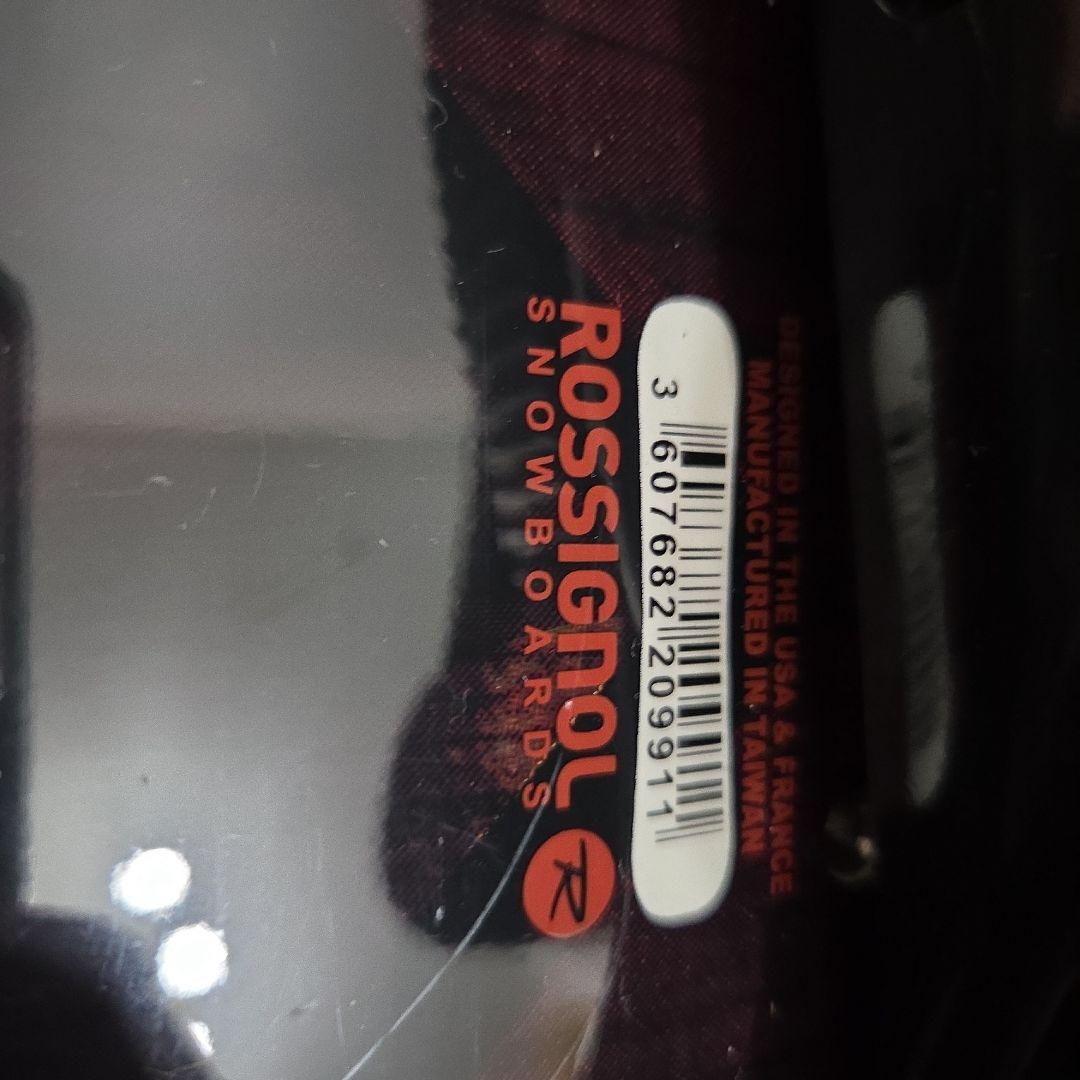 DESIGNED IN THE USA & FRANCE
MANUFACTURED IN TAIWAN
3 607682 209911
ROSSIGNOL R
SNOWBOARDS